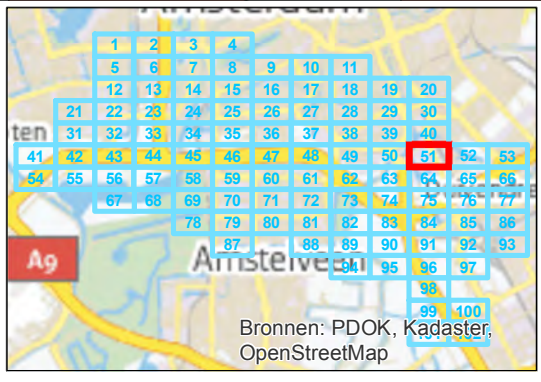 Amsterdam
1 2 3 4
5 6 7 8 9 10 11
12 13 14 15 16 17 18 19 20
21 22 23 24 25 26 27 28 29 30
ten 31 32 33 34 35 36 37 38 39 40
41 42 43 44 45 46 47 48 49 50 51 52 53
54 55 56 57 58 59 60 61 62 63 64 65 66
67 68 69 70 71 72 73 74 75 76 77
78 79 80 81 82 83 84 85 86
87 88 89 90 91 92 93
A9 Amstelveen 94 95 96 97
98
99 100
Bronnen: PDOK, Kadaster,
OpenStreetMap